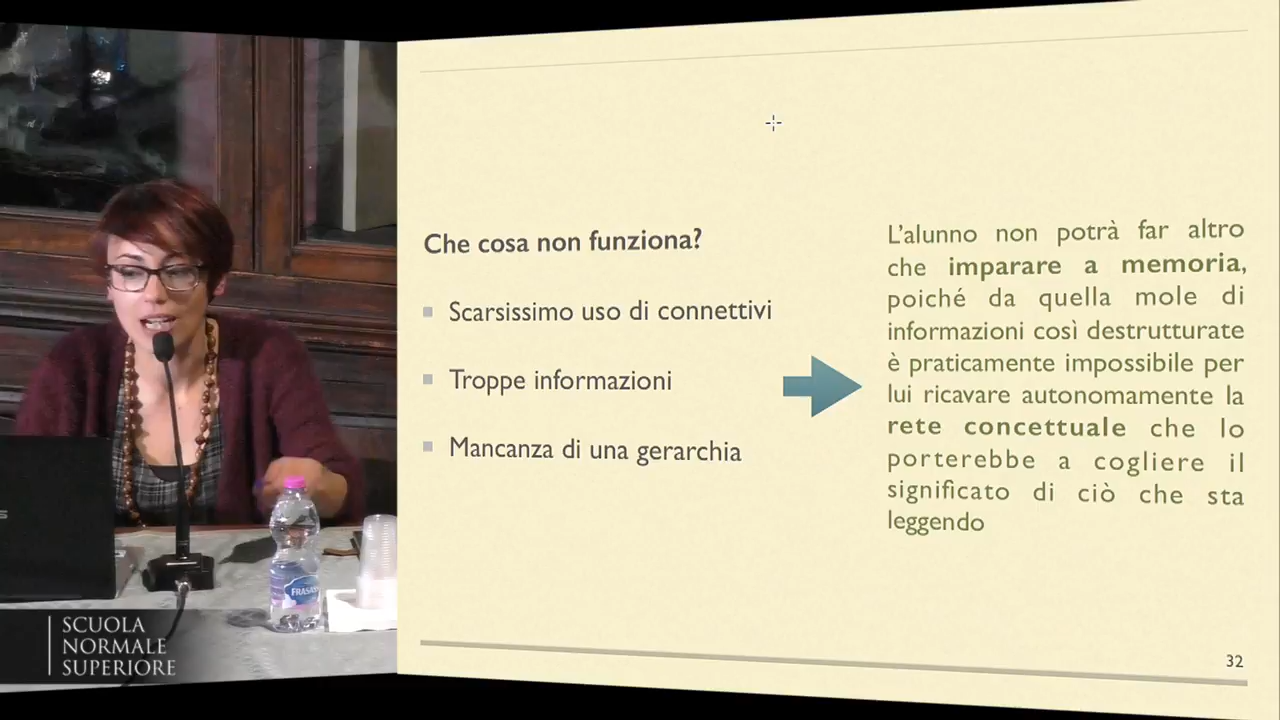 Che cosa non funziona?
Scarsissimo uso di connettivi
Troppe informazioni
Mancanza di una gerarchia
L'alunno non potrà far altro
che imparare a memoria,
poiché da quella mole di
informazioni così destrutturate
è praticamente impossibile per
lui ricavare autonomamente la
rete concettuale che lo
porterebbe a cogliere il
significato di ciò che sta
leggendo
32
SCUOLA
NORMALE
SUPERIORE